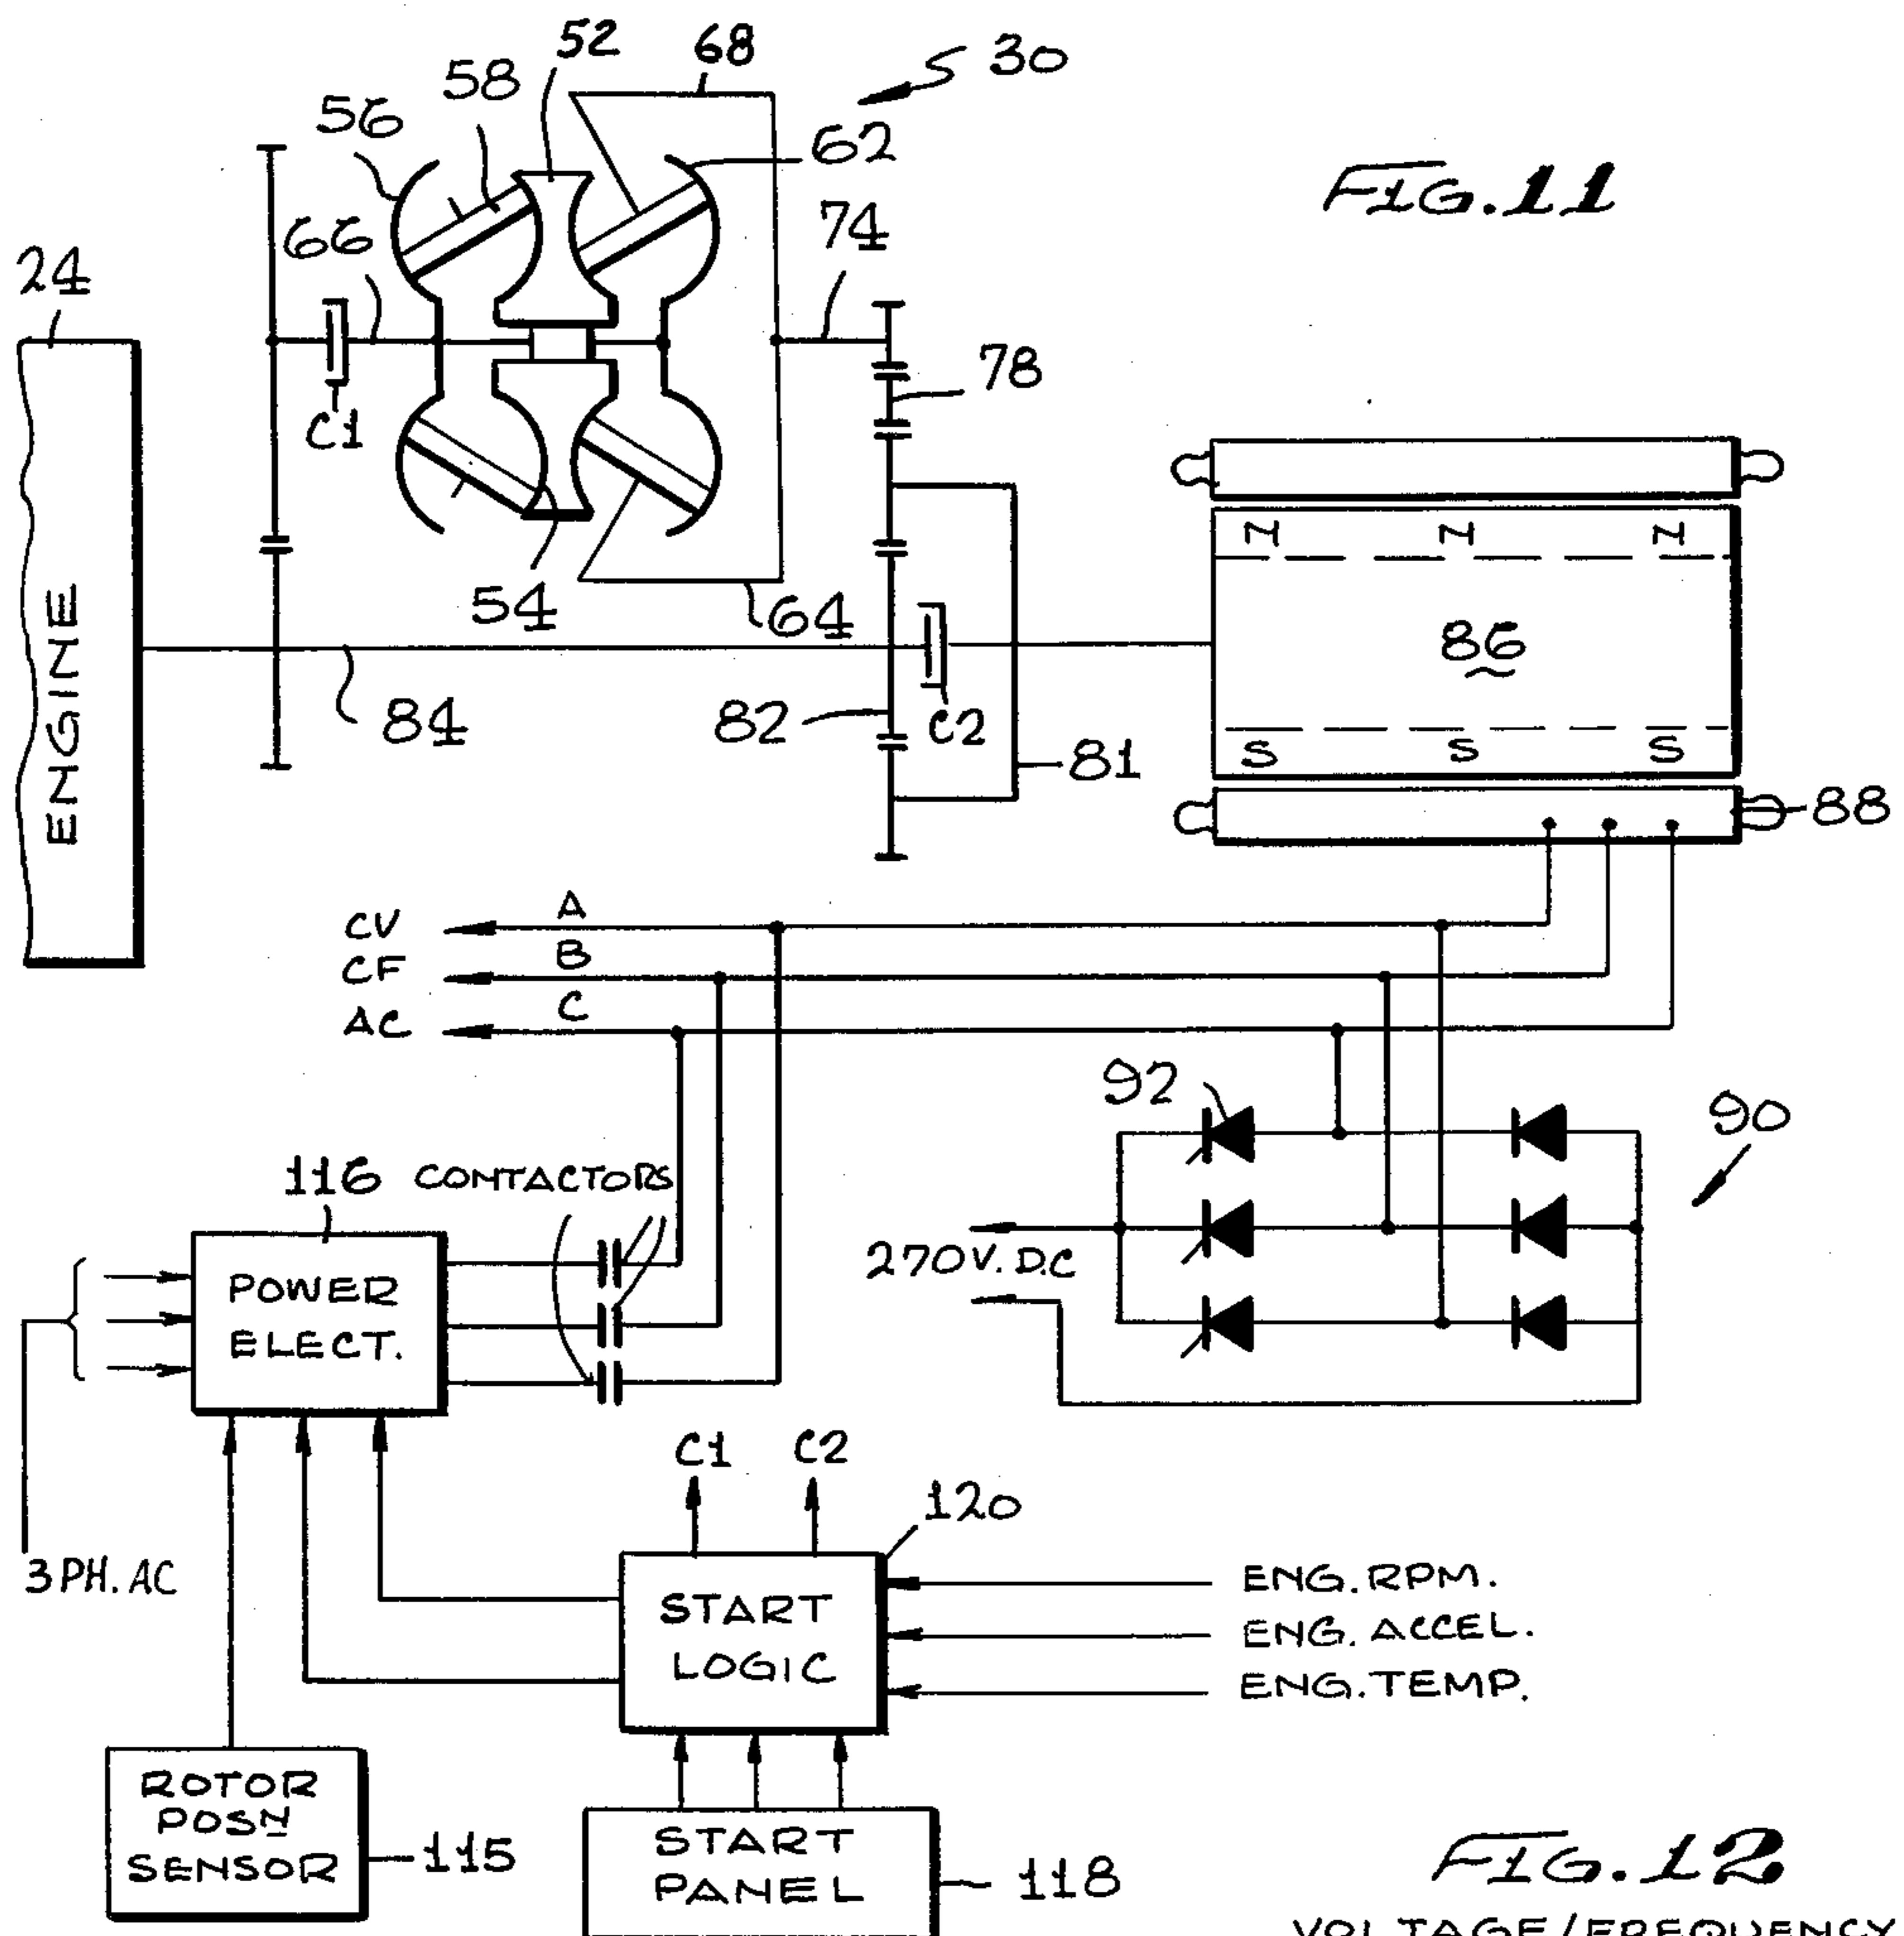 52
68
30
58
56
62
FIG.11
66
74
24
78
C1
N N N
ENGINE
54
64
86
84
82
C2
81
S S S
88
CV A
CF B
AC C
92
90
116 CONTACTORS
POWER
ELECT.
270V. D.C
C1 C2
120
3 PH. AC
START
LOGIC
ENG. RPM.
ENG. ACCEL.
ENG. TEMP.
ROTOR
POSN
SENSOR
115
START
PANEL
118
FIG.12
VOLTAGE/FREQUENCY